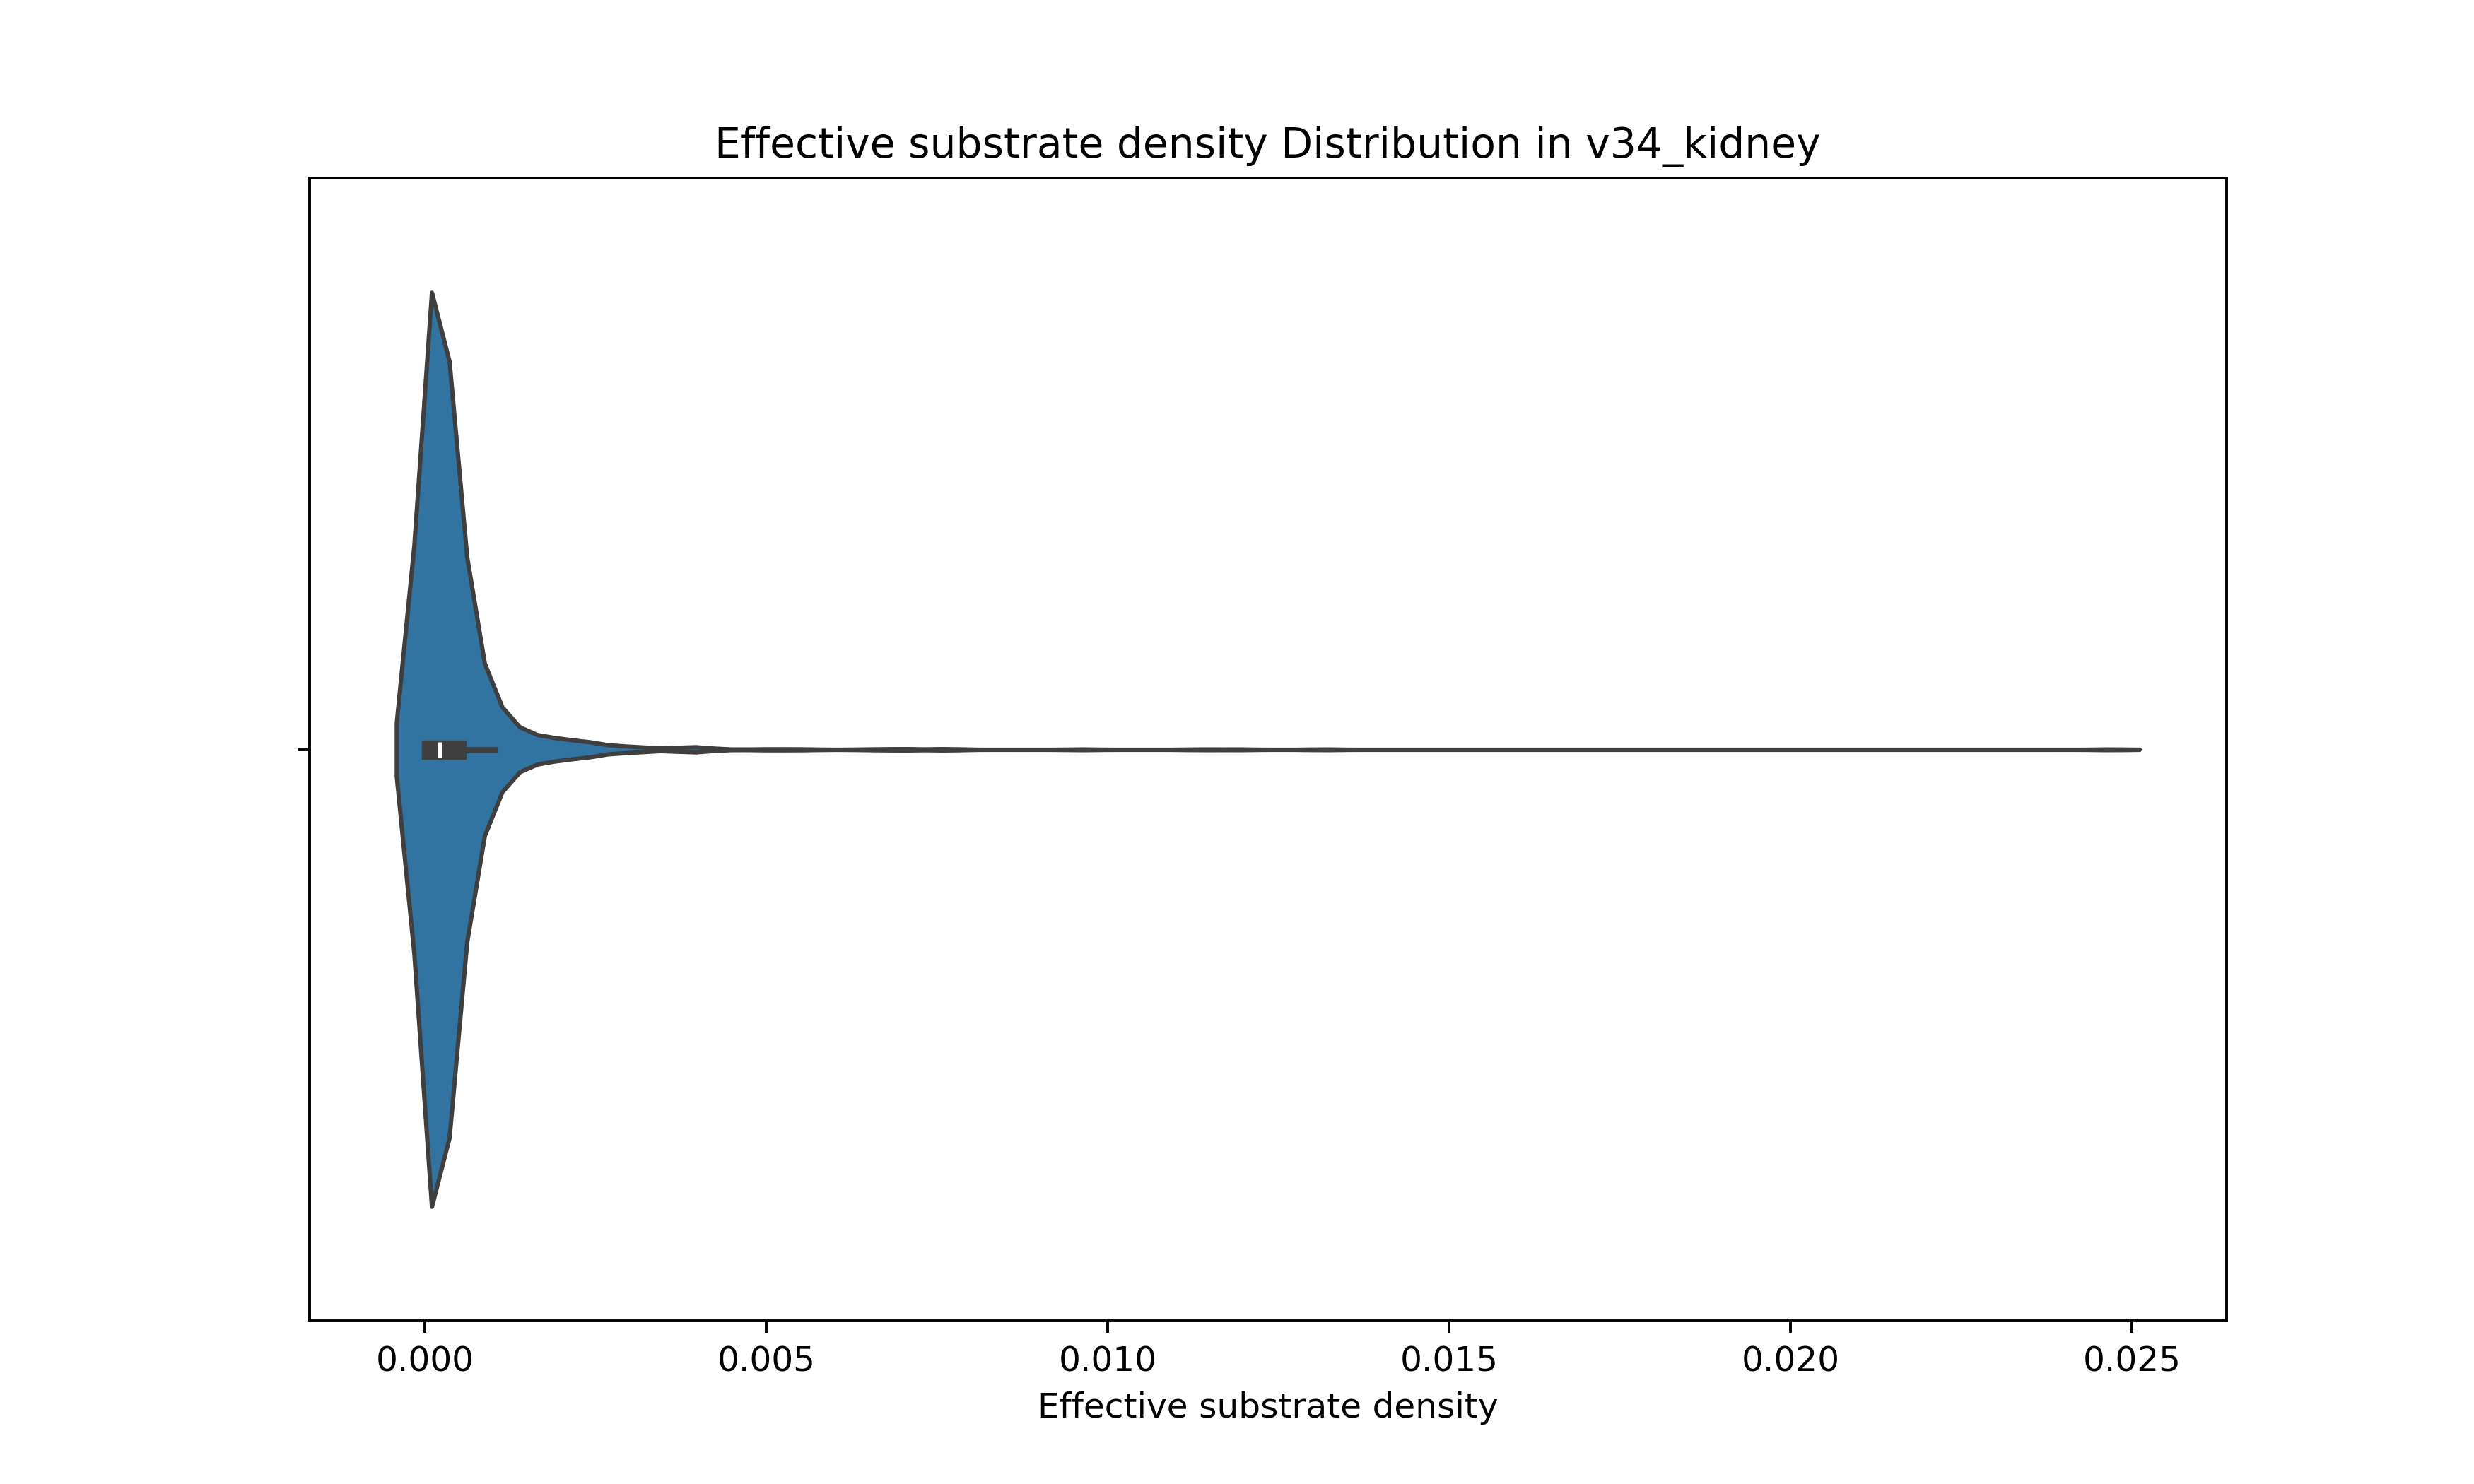 Effective substrate density Distribution in v34_kidney
0.000 0.005 0.010 0.015 0.020 0.025
Effective substrate density